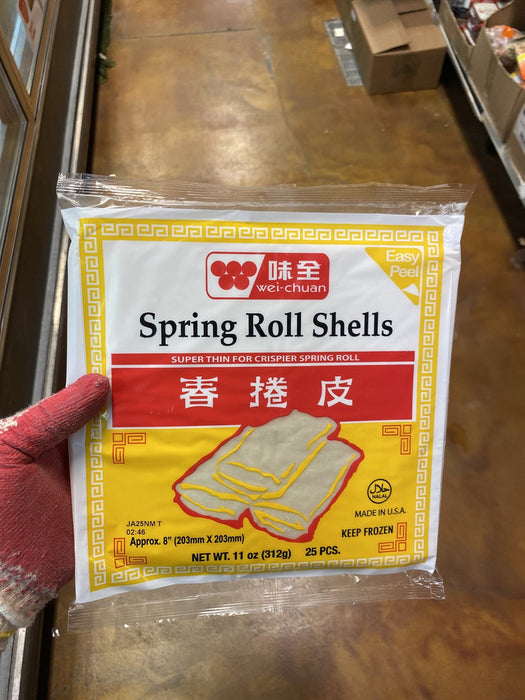 味全
wei-chuan
Easy
Peel
Spring Roll Shells
SUPER THIN FOR CRISPIER SPRING ROLL
春捲皮
حلال
HALAL
MADE IN U.S.A.
JA25NM T
02:46
Approx. 8" (203mm X 203mm)
KEEP FROZEN
NET WT. 11 oz (312g) 25 PCS.